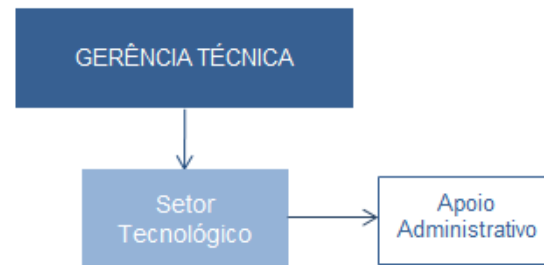 GERÊNCIA TÉCNICA
Setor
Tecnológico
Apoio
Administrativo